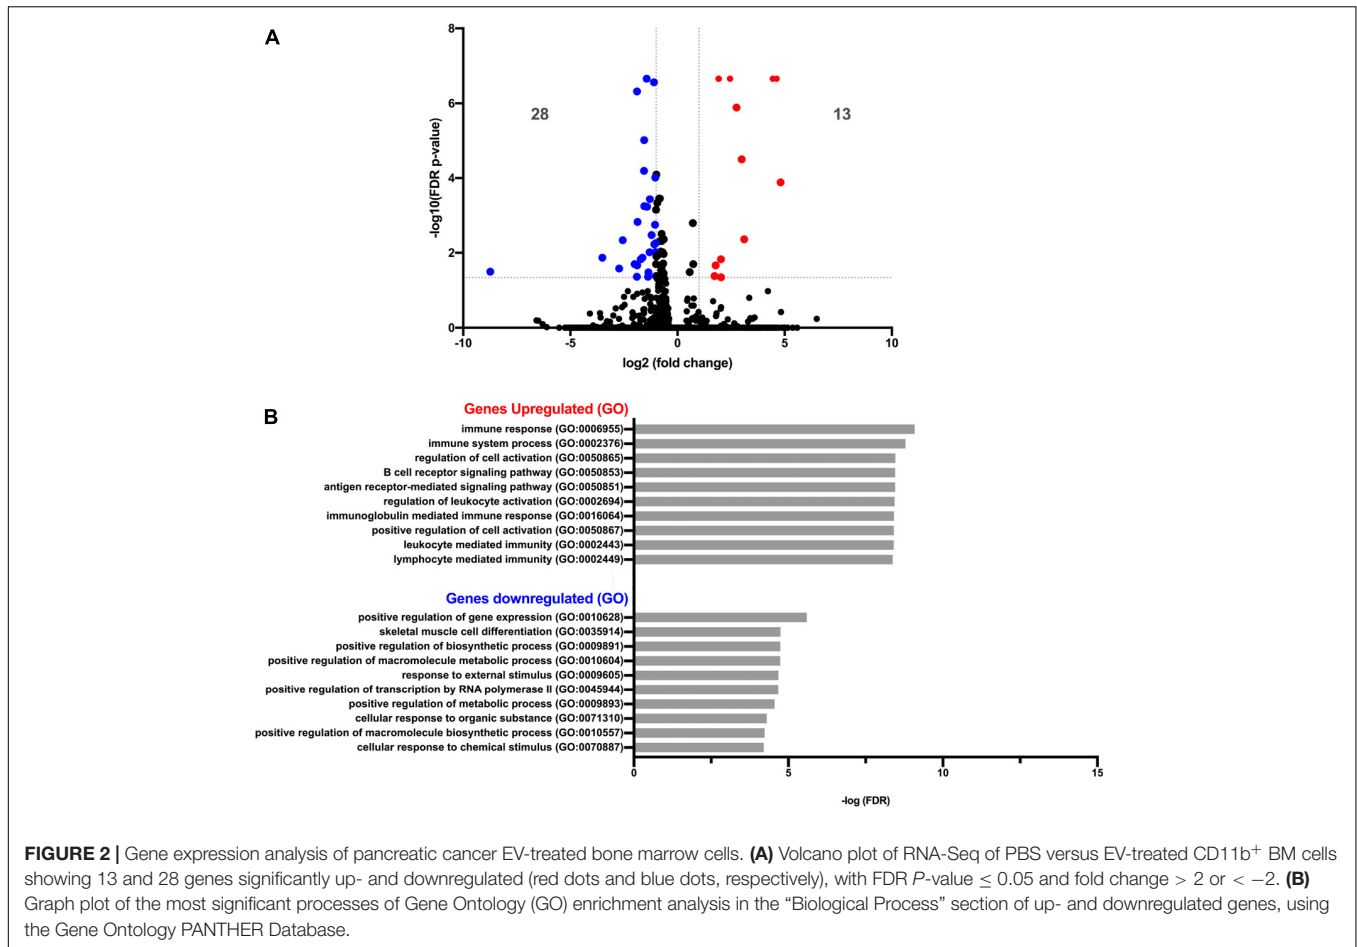 A
8
6
4
2
0
-log10(FDR p-value)
28
13
-10
-5
0
5
10
log2 (fold change)
B
Genes Upregulated (GO)
immune response (GO:0006955)
immune system process (GO:0002376)
regulation of cell activation (GO:0050865)
B cell receptor signaling pathway (GO:0050853)
antigen receptor-mediated signaling pathway (GO:0050851)
regulation of leukocyte activation (GO:0002694)
immunoglobulin mediated immune response (GO:0016064)
positive regulation of cell activation (GO:0050867)
leukocyte mediated immunity (GO:0002443)
lymphocyte mediated immunity (GO:0002449)
Genes downregulated (GO)
positive regulation of gene expression (GO:0010628)
skeletal muscle cell differentiation (GO:0035914)
positive regulation of biosynthetic process (GO:0009891)
positive regulation of macromolecule metabolic process (GO:0010604)
response to external stimulus (GO:0009605)
positive regulation of transcription by RNA polymerase II (GO:0045944)
positive regulation of metabolic process (GO:0009893)
cellular response to organic substance (GO:0071310)
positive regulation of macromolecule biosynthetic process (GO:0010557)
cellular response to chemical stimulus (GO:0070887)
0
5
10
15
-log (FDR)
FIGURE 2 | Gene expression analysis of pancreatic cancer EV-treated bone marrow cells. (A) Volcano plot of RNA-Seq of PBS versus EV-treated CD11b+ BM cells
showing 13 and 28 genes significantly up- and downregulated (red dots and blue dots, respectively), with FDR P-value ≤ 0.05 and fold change > 2 or < −2. (B)
Graph plot of the most significant processes of Gene Ontology (GO) enrichment analysis in the “Biological Process” section of up- and downregulated genes, using
the Gene Ontology PANTHER Database.